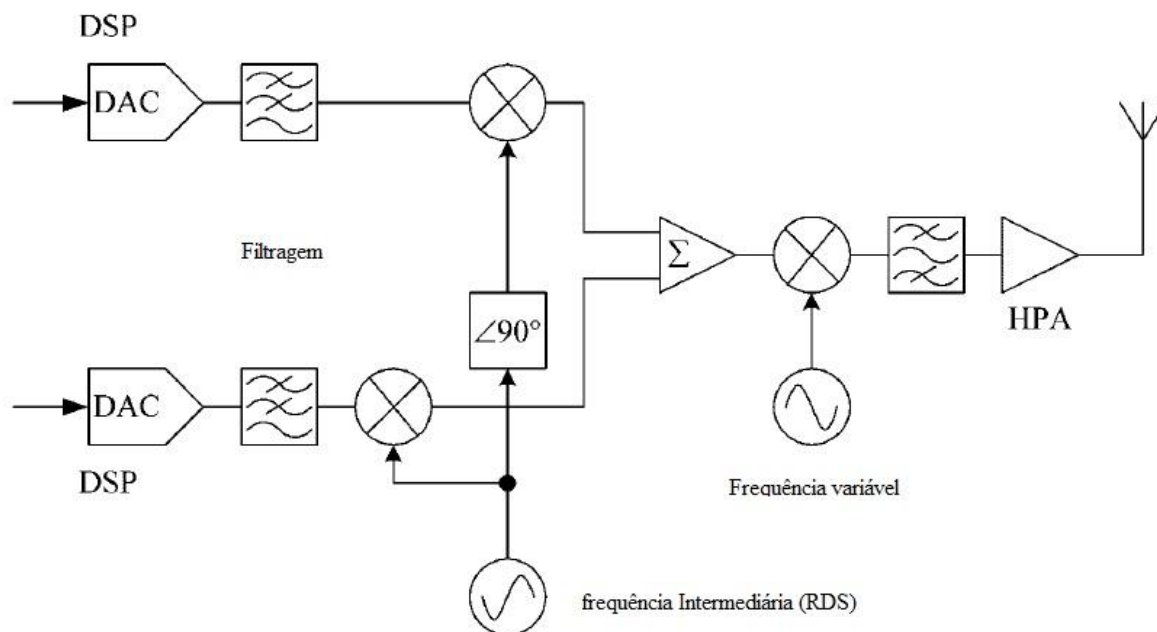 DSP
DAC
Filtragem
∠90°
Σ
HPA
DAC
DSP
Frequência variável
frequência Intermediária (RDS)